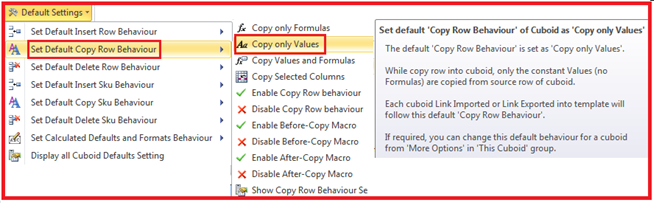 Default Settings
Set Default Insert Row Behaviour
Set Default Copy Row Behaviour
Set Default Delete Row Behaviour
Set Default Insert Sku Behaviour
Set Default Copy Sku Behaviour
Set Default Delete Sku Behaviour
Set Calculated Defaults and Formats Behaviour
Display all Cuboid Defaults Setting
Copy only Formulas
Copy only Values
Copy Values and Formulas
Copy Selected Columns
Enable Copy Row behaviour
Disable Copy Row behaviour
Enable Before-Copy Macro
Disable Before-Copy Macro
Enable After-Copy Macro
Disable After-Copy Macro
Show Copy Row Behaviour Se
Set default 'Copy Row Behaviour' of Cuboid as 'Copy only Values'
The default 'Copy Row Behaviour' is set as 'Copy only Values'.
While copy row into cuboid, only the constant Values (no
Formulas) are copied from source row of cuboid.
Each cuboid Link Imported or Link Exported into template will
follow this default 'Copy Row Behaviour'.
If required, you can change this default behaviour for a cuboid
from 'More Options' in 'This Cuboid' group.